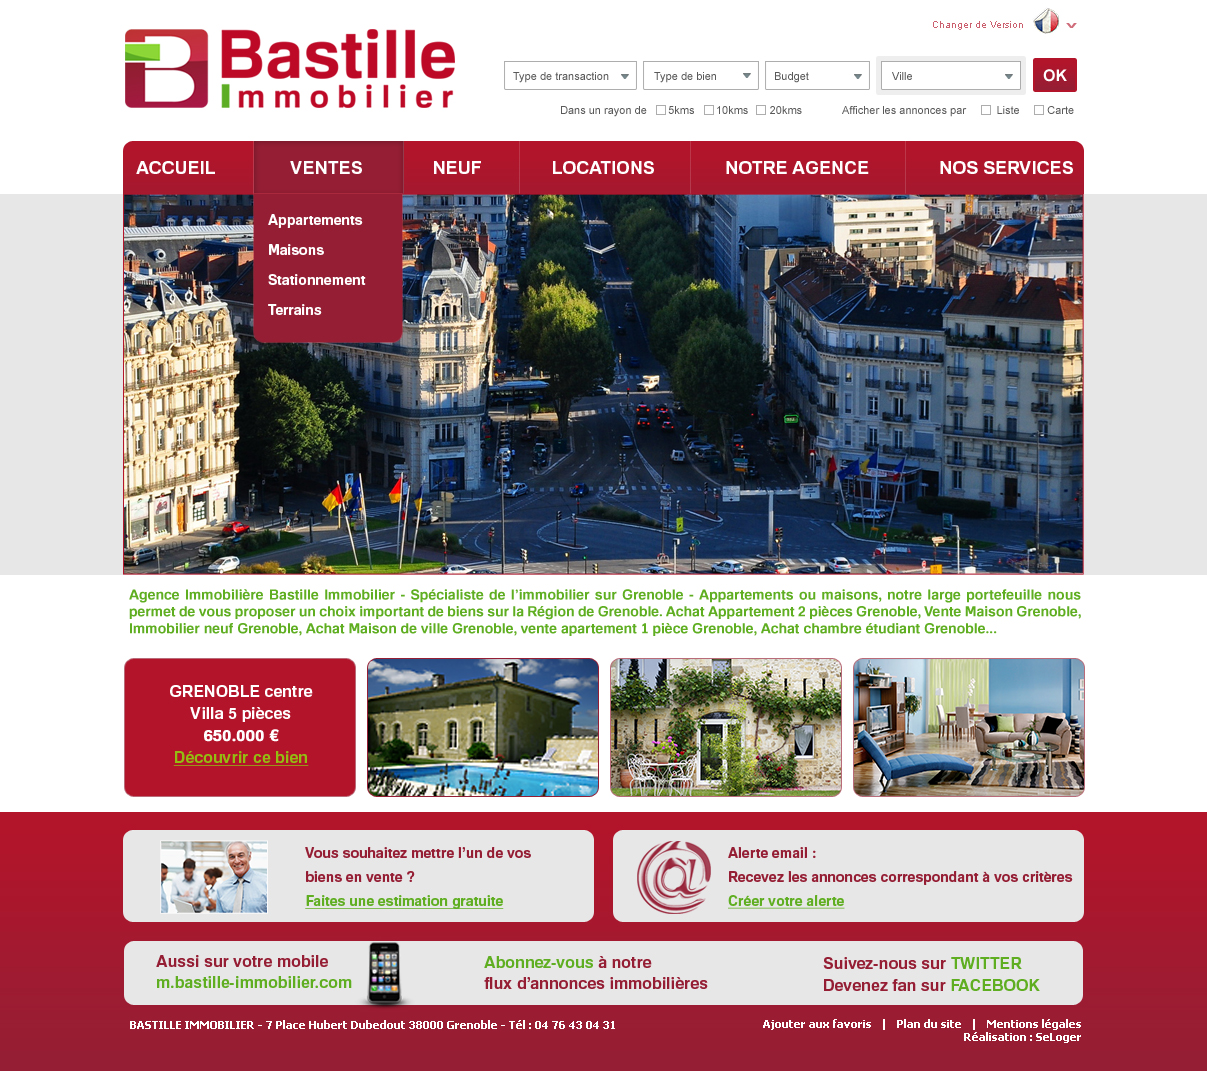 Changer de Version
Bastille
Immobilier
Type de transaction
Type de bien
Budget
Ville
OK
Dans un rayon de
5kms
10kms
20kms
Afficher les annonces par
Liste
Carte
ACCUEIL
VENTES
NEUF
LOCATIONS
NOTRE AGENCE
NOS SERVICES
Appartements
Maisons
Stationnement
Terrains
Agence Immobilière Bastille Immobilier - Spécialiste de l'immobilier sur Grenoble - Appartements ou maisons, notre large portefeuille nous
permet de vous proposer un choix important de biens sur la Région de Grenoble. Achat Appartement 2 pièces Grenoble, Vente Maison Grenoble,
Immobilier neuf Grenoble, Achat Maison de ville Grenoble, vente apartement 1 pièce Grenoble, Achat chambre étudiant Grenoble...
GRENOBLE centre
Villa 5 pièces
650.000 €
Découvrir ce bien
Vous souhaitez mettre l'un de vos
biens en vente ?
Faites une estimation gratuite
Alerte email :
Recevez les annonces correspondant à vos critères
Créer votre alerte
Aussi sur votre mobile
m.bastille-immobilier.com
Abonnez-vous à notre
flux d'annonces immobilières
Suivez-nous sur TWITTER
Devenez fan sur FACEBOOK
BASTILLE IMMOBILIER - 7 Place Hubert Dubedout 38000 Grenoble - Tél : 04 76 43 04 31
Ajouter aux favoris | Plan du site | Mentions légales
Réalisation : SeLoger